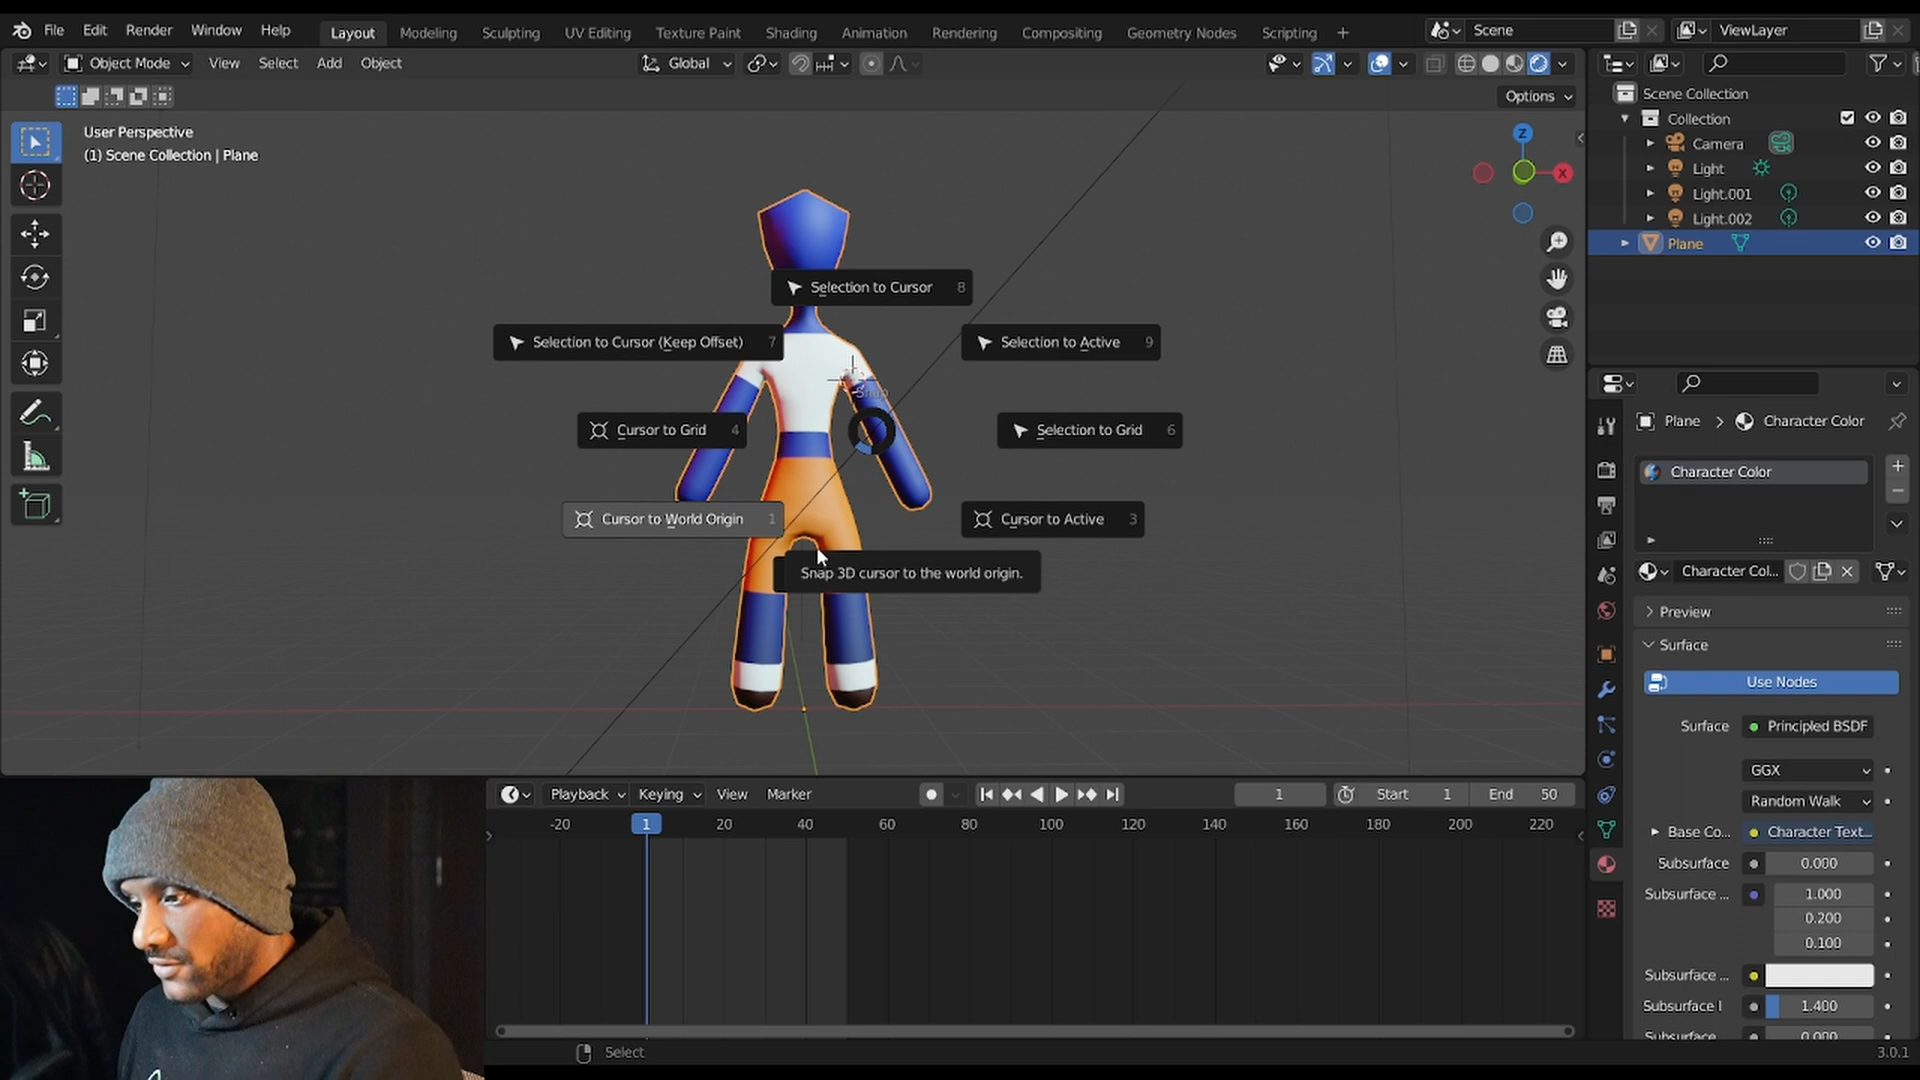 File Edit Render Window Help Layout Modeling Sculpting UV Editing Texture Paint Shading Animation Rendering Compositing Geometry Nodes Scripting + Scene ViewLayer
Object Mode View Select Add Object Global
Options
User Perspective
(1) Scene Collection | Plane
Z
X
Selection to Cursor 8
Selection to Cursor (Keep Offset) 7
Selection to Active 9
Snap
Cursor to Grid 4
Selection to Grid 6
Cursor to World Origin 1
Cursor to Active 3
Snap 3D cursor to the world origin.
Scene Collection
Collection
Camera
Light
Light.001
Light.002
Plane
Plane > Character Color
Character Color
Character Col...
Preview
Surface
Use Nodes
Surface Principled BSDF
GGX
Random Walk
Base Co... Character Text...
Subsurface 0.000
Subsurface ... 1.000
0.200
0.100
Subsurface ...
Subsurface I 1.400
Subsurface ... 0.000
Playback Keying View Marker 1 Start 1 End 50
-20 1 20 40 60 80 100 120 140 160 180 200 220
Select
3.0.1